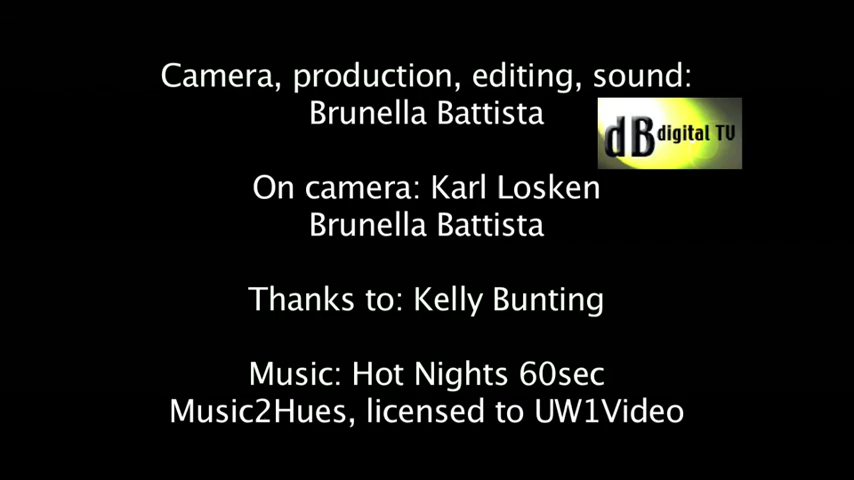 Camera, production, editing, sound:
Brunella Battista
dB digital TV
On camera: Karl Losken
Brunella Battista
Thanks to: Kelly Bunting
Music: Hot Nights 60sec
Music2Hues, licensed to UW1Video